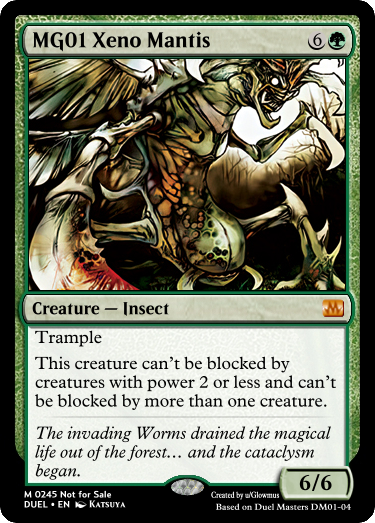 MG01 Xeno Mantis 6
Creature — Insect
Trample
This creature can't be blocked by
creatures with power 2 or less and can't
be blocked by more than one creature.
The invading Worms drained the magical
life out of the forest… and the cataclysm
began.
6/6
M 0245 Not for Sale
DUEL • EN Katsuya
Created by u/Glowmus
Based on Duel Masters DM01-04